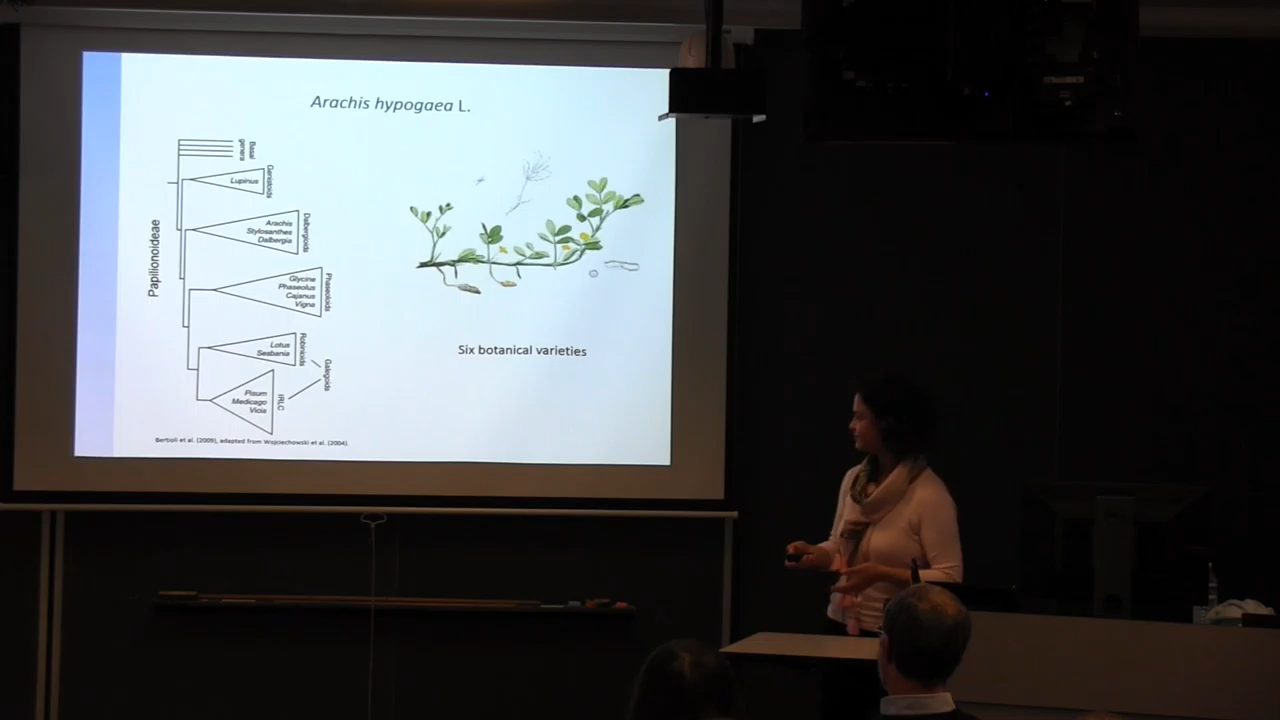 Arachis hypogaea L.
Papilionoideae
Basal
genera
Lupinus
Genistoids
Arachis
Stylosanthes
Dalbergia
Dalbergioids
Glycine
Phaseolus
Cajanus
Vigna
Phaseoloids
Lotus
Sesbania
Robinioids
Galegoids
Pisum
Medicago
Vicia
IRLC
Six botanical varieties
Bertioli et al. (2009), adapted from Wojciechowski et al. (2004).